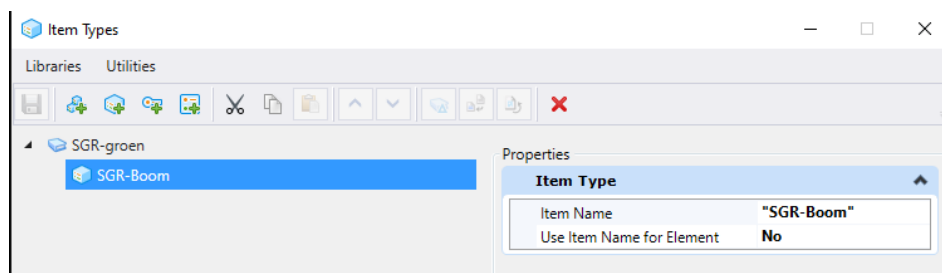 Item Types
Libraries Utilities
SGR-groen
SGR-Boom
Properties
Item Type
Item Name "SGR-Boom"
Use Item Name for Element No